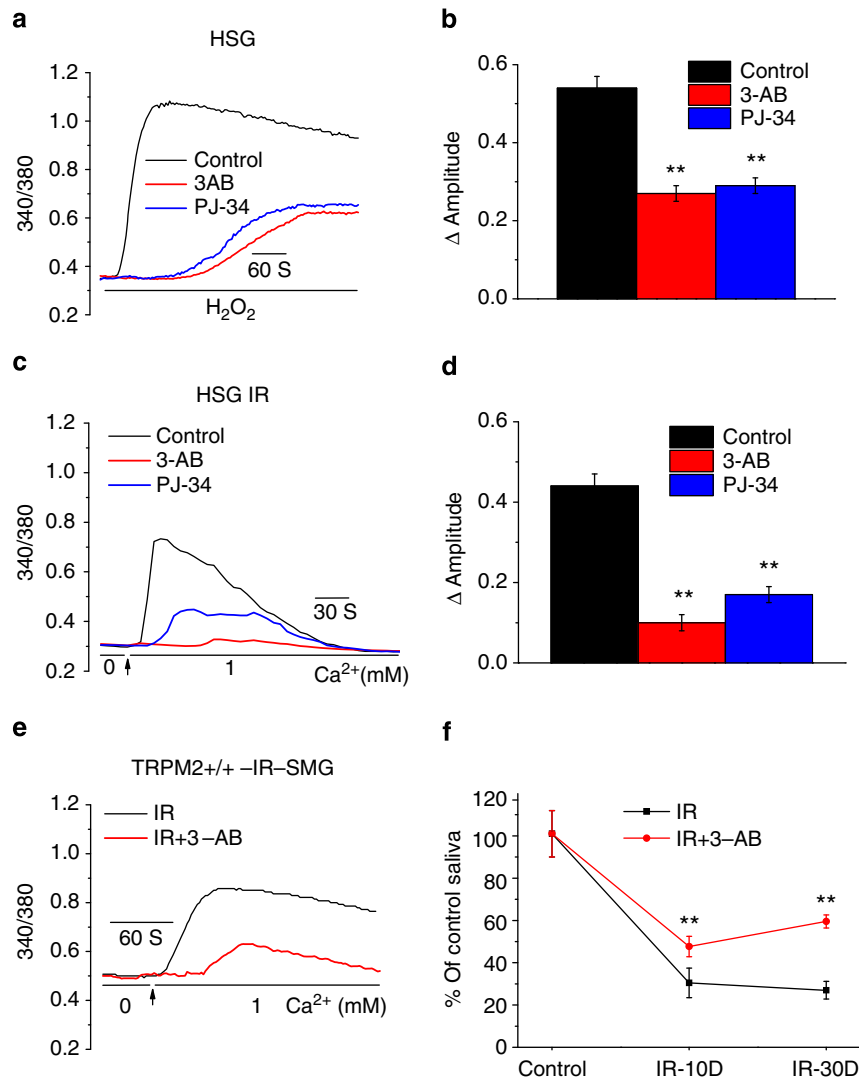 a
HSG
1.2
1.0
0.8
0.6
0.4
0.2
340/380
Control
3AB
PJ-34
60 S
H₂O₂
b
0.6
0.4
0.2
0.0
Δ Amplitude
Control
3-AB
PJ-34
**
**
c
HSG IR
1.2
1.0
0.8
0.6
0.4
0.2
340/380
Control
3-AB
PJ-34
30 S
0
1
Ca²⁺(mM)
d
0.6
0.4
0.2
0.0
Δ Amplitude
Control
3-AB
PJ-34
**
**
e
TRPM2+/+ –IR–SMG
1.2
1.0
0.8
0.6
0.4
0.2
340/380
IR
IR+3–AB
60 S
0
1
Ca²⁺ (mM)
f
120
100
80
60
40
20
0
% Of control saliva
IR
IR+3–AB
**
**
Control
IR-10D
IR-30D